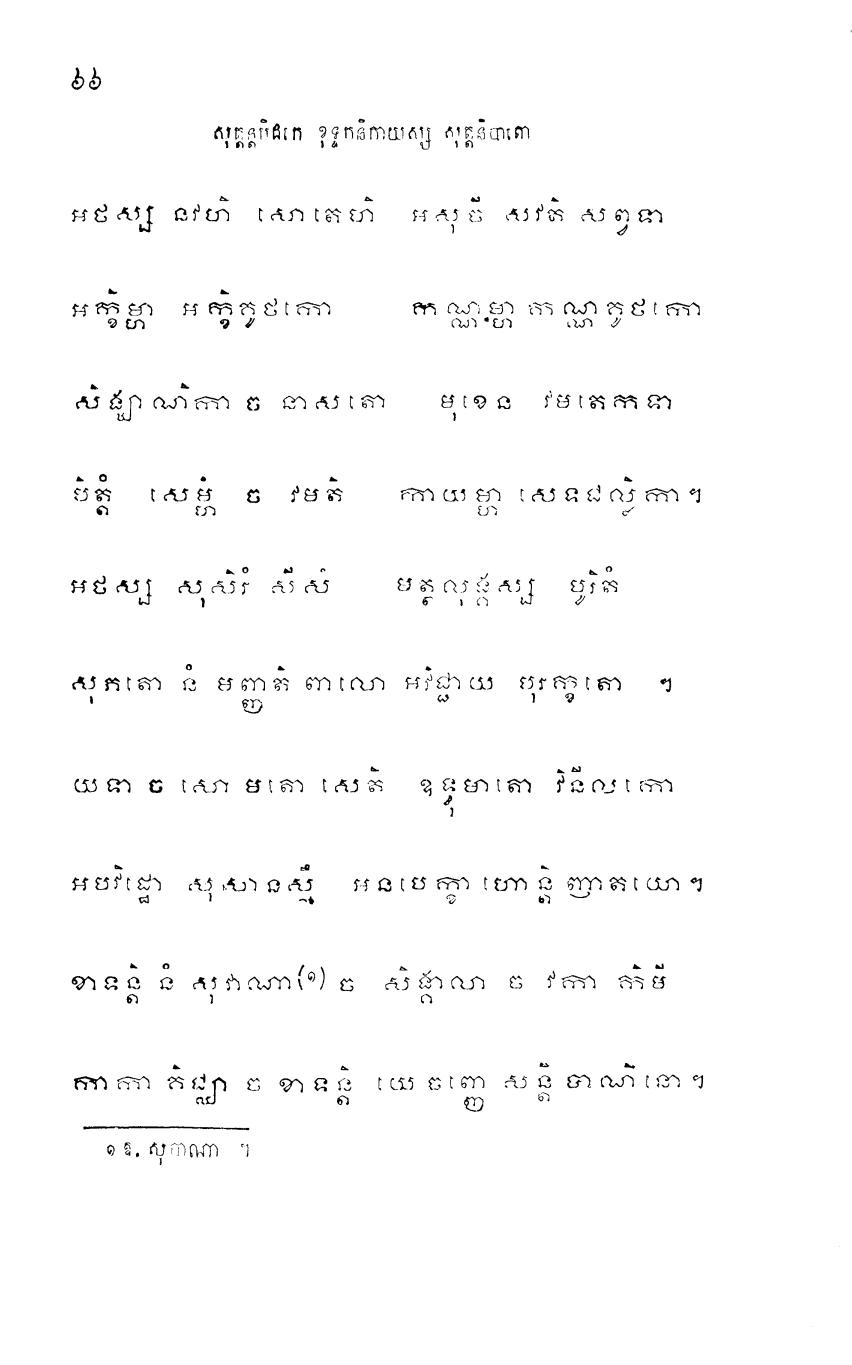 ៦៦
សុត្តន្តបិដកេ ខុទ្ទកនិកាយស្ស សុត្តនិបាតោ
អថស្ស នវហិ សោតេហិ អសុចី សវតិ សព្វទា
អក្ខិម្ហា អក្ខិគូថកោ កណ្ណម្ហា កណ្ណគូថកោ
សិង្ឃាណិកា ច នាសតោ មុខេន វមតេកទា
បិត្តំ សេម្ហំ ច វមតិ កាយម្ហា សេទជល្លិកា ។
អថស្ស សុសិរំ សីសំ មត្ថលុង្គស្ស បូរិតំ
សុភតោ នំ មញ្ញតិ ពាលោ អវិជ្ជាយ បុរក្ខតោ ។
យទា ច សោ មតោ សេតិ ឧទ្ធុមាតោ វិនីលកោ
អបវិដ្ឋោ សុសានស្មឹ អនបេក្ខា ហោន្តិ ញាតយោ ។
ខាទន្តិ នំ សុវាណា(១) ច សិង្គាលា ច វកា កិមី
កាកា គិជ្ឈា ច ខាទន្តិ យេ ចញ្ញេ សន្តិ បាណិនោ ។
១ ឱ. សុបាណា ។